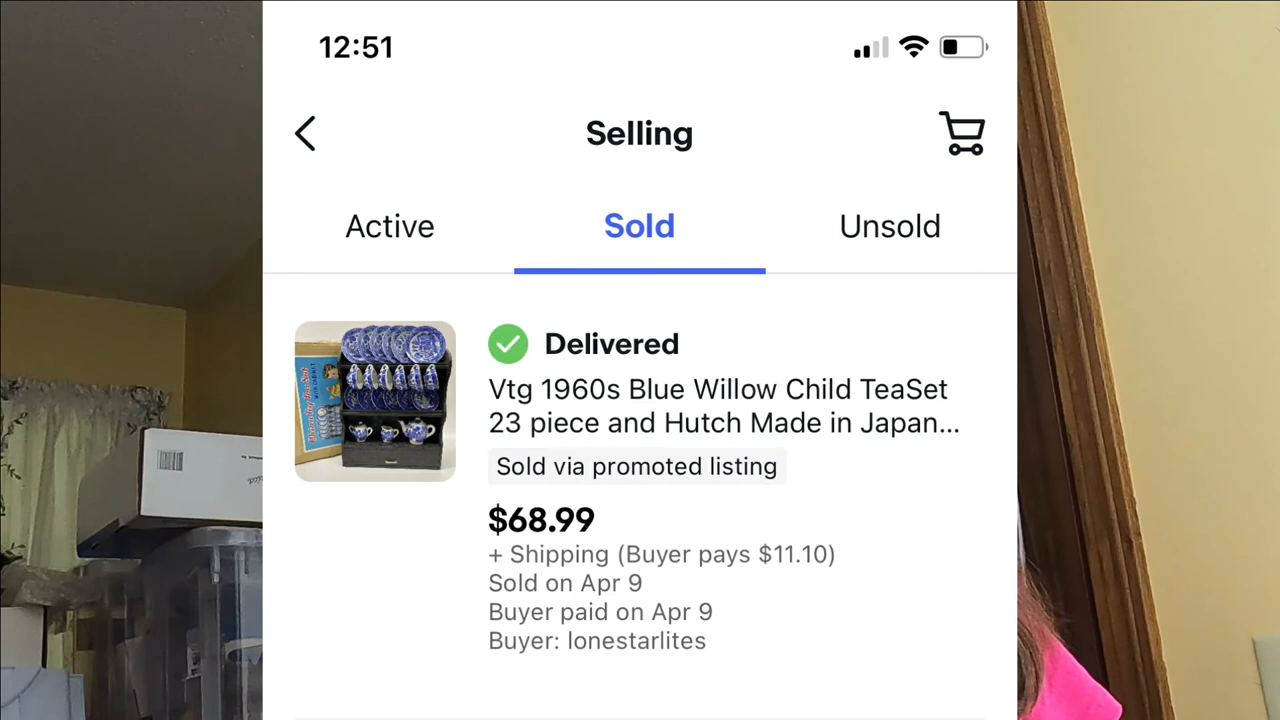 12:51
Selling
Active
Sold
Unsold
Delivered
Vtg 1960s Blue Willow Child TeaSet
23 piece and Hutch Made in Japan...
Sold via promoted listing
$68.99
+ Shipping (Buyer pays $11.10)
Sold on Apr 9
Buyer paid on Apr 9
Buyer: lonestarlites